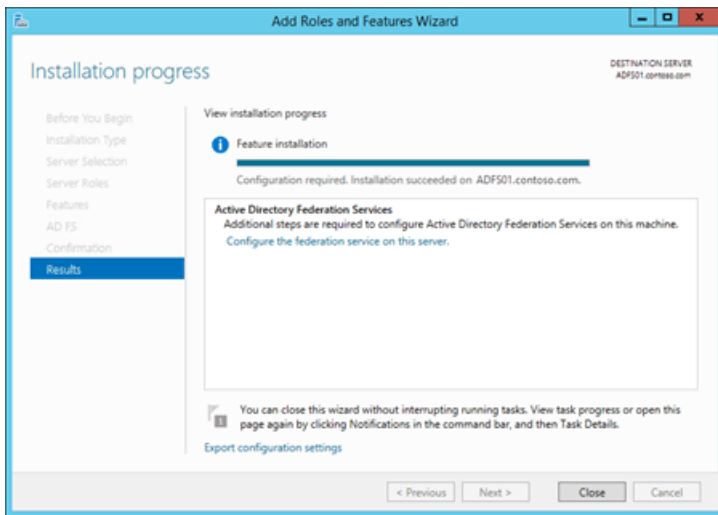 Add Roles and Features Wizard
Installation progress
DESTINATION SERVER
ADFS01.contoso.com
Before You Begin
Installation Type
Server Selection
Server Roles
Features
AD FS
Confirmation
Results
View installation progress
Feature installation
Configuration required. Installation succeeded on ADFS01.contoso.com.
Active Directory Federation Services
Additional steps are required to configure Active Directory Federation Services on this machine.
Configure the federation service on this server.
1
You can close this wizard without interrupting running tasks. View task progress or open this
page again by clicking Notifications in the command bar, and then Task Details.
Export configuration settings
< Previous
Next >
Close
Cancel